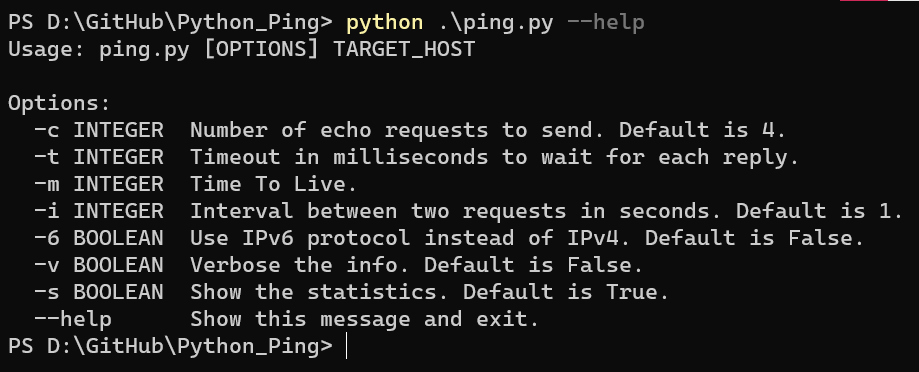 PS D:\GitHub\Python_Ping> python .\ping.py --help
Usage: ping.py [OPTIONS] TARGET_HOST

Options:
  -c INTEGER  Number of echo requests to send. Default is 4.
  -t INTEGER  Timeout in milliseconds to wait for each reply.
  -m INTEGER  Time To Live.
  -i INTEGER  Interval between two requests in seconds. Default is 1.
  -6 BOOLEAN  Use IPv6 protocol instead of IPv4. Default is False.
  -v BOOLEAN  Verbose the info. Default is False.
  -s BOOLEAN  Show the statistics. Default is True.
  --help      Show this message and exit.
PS D:\GitHub\Python_Ping>